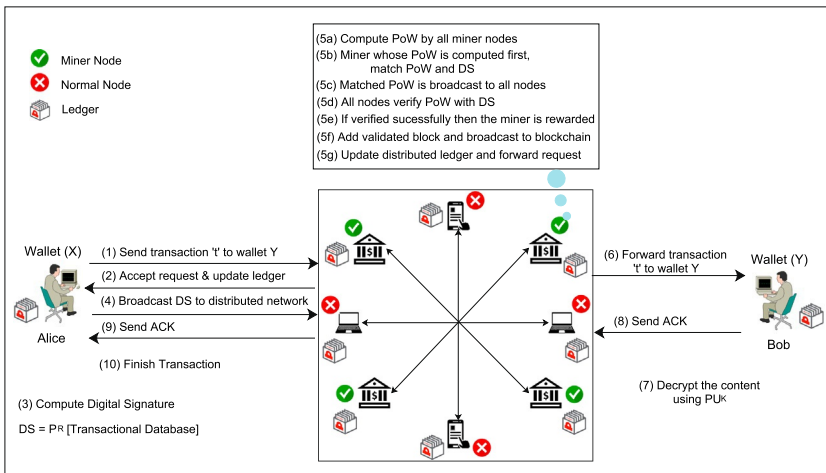 (5a) Compute PoW by all miner nodes
(5b) Miner whose PoW is computed first,
match PoW and DS
(5c) Matched PoW is broadcast to all nodes
(5d) All nodes verify PoW with DS
(5e) If verified sucessfully then the miner is rewarded
(5f) Add validated block and broadcast to blockchain
(5g) Update distributed ledger and forward request
Miner Node
Normal Node
Ledger
Wallet (X)
(1) Send transaction 't' to wallet Y
(2) Accept request & update ledger
(4) Broadcast DS to distributed network
(9) Send ACK
Alice
(10) Finish Transaction
(3) Compute Digital Signature
DS = PR [Transactional Database]
(6) Forward transaction
't' to wallet Y
Wallet (Y)
(8) Send ACK
Bob
(7) Decrypt the content
using PUK